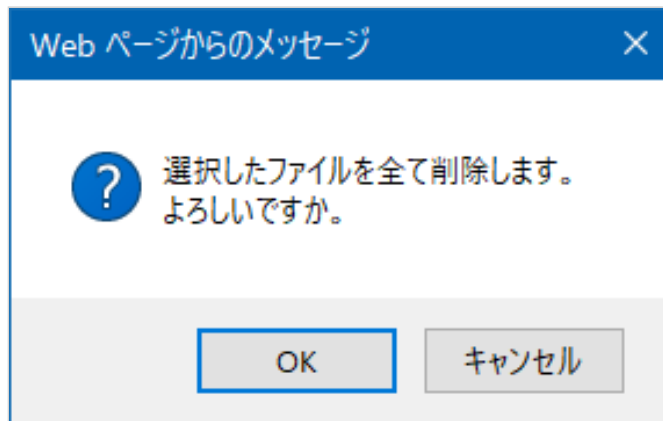 Web ページからのメッセージ
選択したファイルを全て削除します。
よろしいですか。
OK
キャンセル